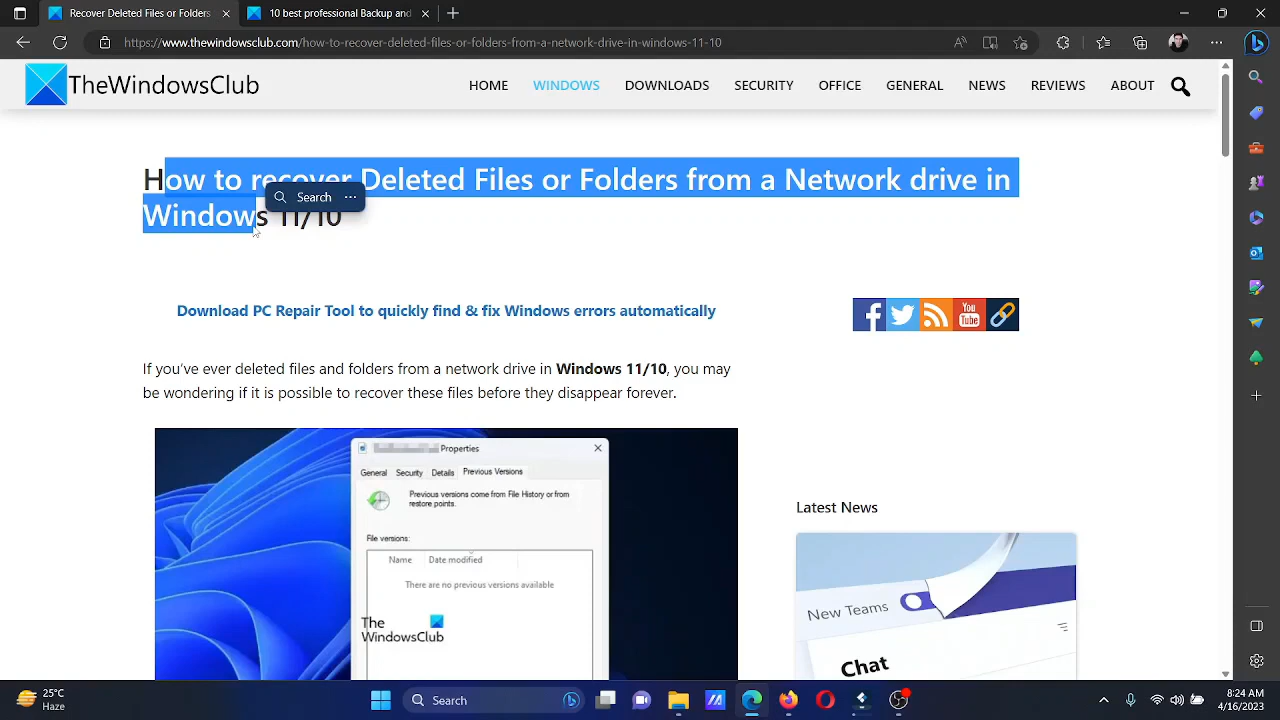 Recover Deleted Files or Folders
10 best professional Backup and
https://www.thewindowsclub.com/how-to-recover-deleted-files-or-folders-from-a-network-drive-in-windows-11-10
TheWindowsClub
HOME WINDOWS DOWNLOADS SECURITY OFFICE GENERAL NEWS REVIEWS ABOUT
How to recover Deleted Files or Folders from a Network drive in
Windows 11/10
Search
Download PC Repair Tool to quickly find & fix Windows errors automatically
You
Tube
If you've ever deleted files and folders from a network drive in Windows 11/10, you may
be wondering if it is possible to recover these files before they disappear forever.
Properties
General Security Details Previous Versions
Previous versions come from File History or from
restore points.
File versions:
Name Date modified
There are no previous versions available
The
WindowsClub
Latest News
New Teams
Chat
25°C
Haze
Search
8:24 AM
4/16/2023